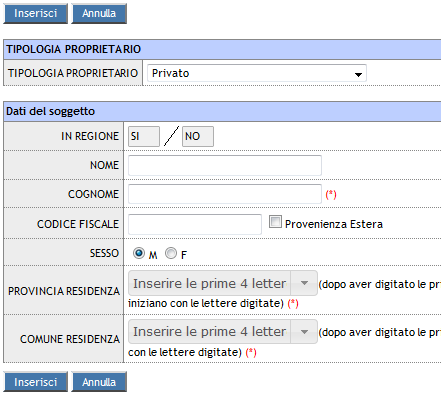 Inserisci Annulla
TIPOLOGIA PROPRIETARIO
TIPOLOGIA PROPRIETARIO Privato
Dati del soggetto
IN REGIONE SI / NO
NOME
COGNOME (*)
CODICE FISCALE Provenienza Estera
SESSO M F
PROVINCIA RESIDENZA Inserire le prime 4 letter (dopo aver digitato le pr
iniziano con le lettere digitate) (*)
COMUNE RESIDENZA Inserire le prime 4 letter (dopo aver digitato le pr
con le lettere digitate) (*)
Inserisci Annulla